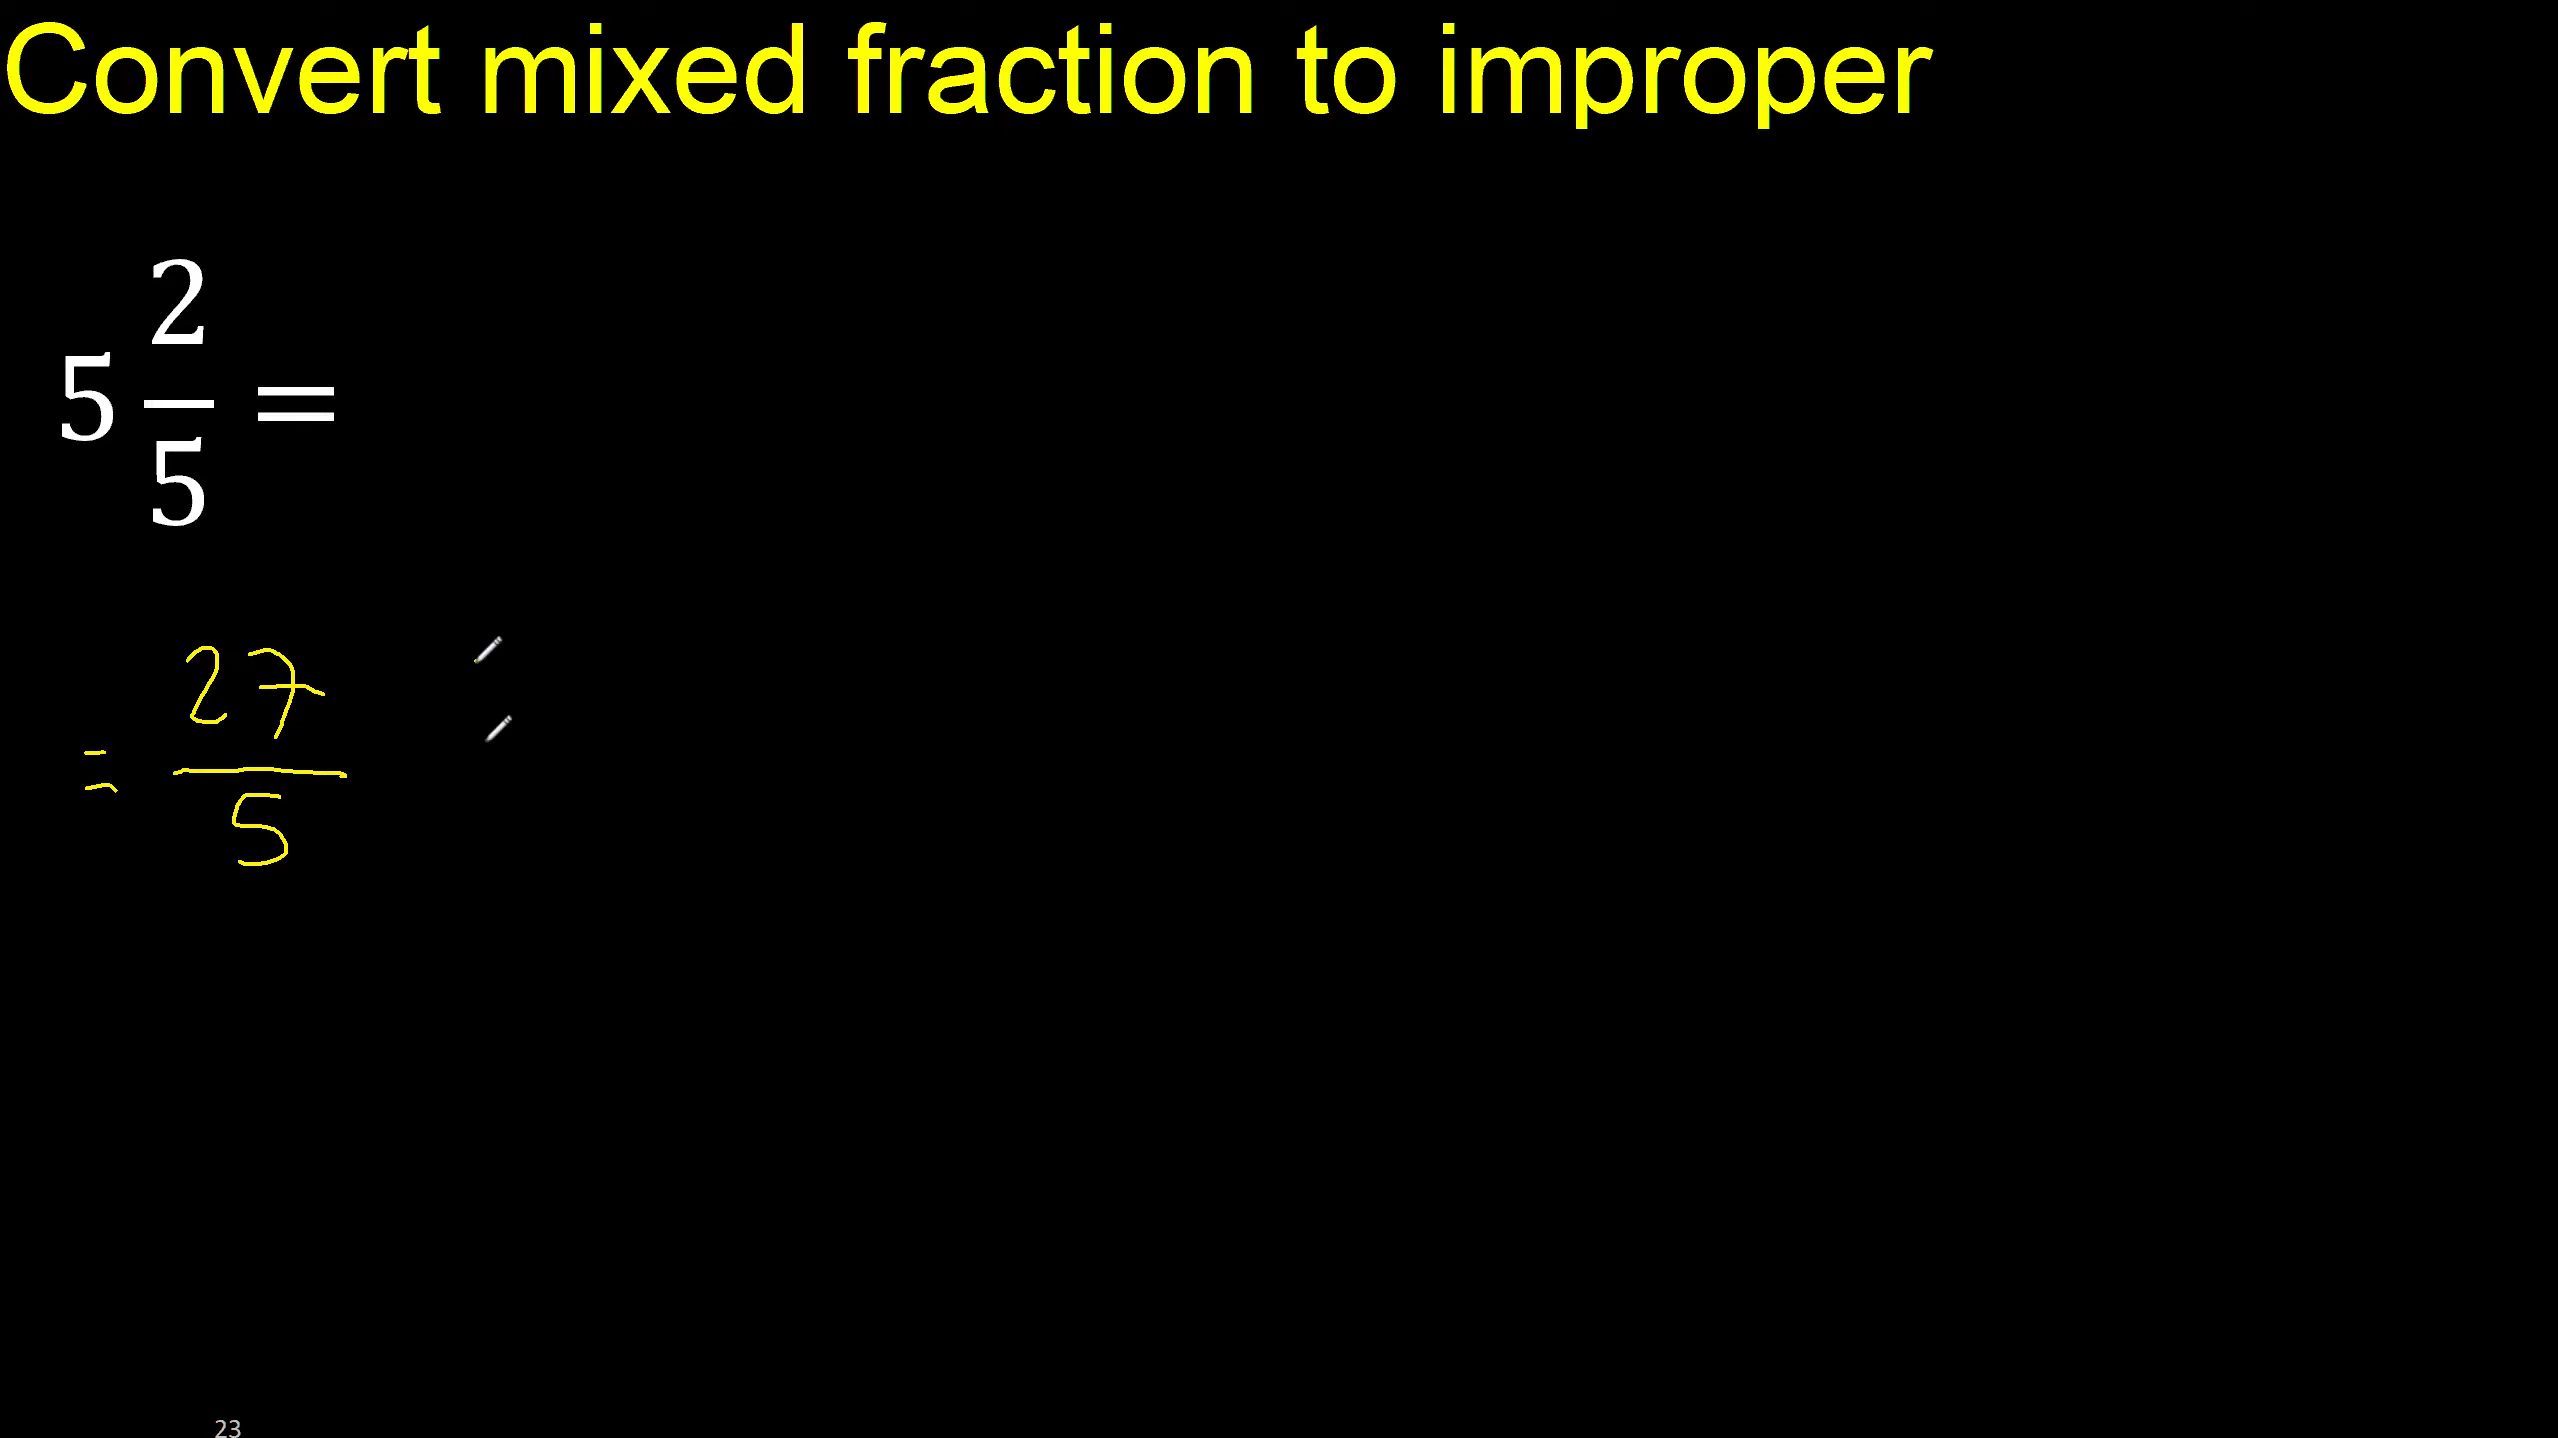 Convert mixed fraction to improper
5 2/5 =
= 27/5
23